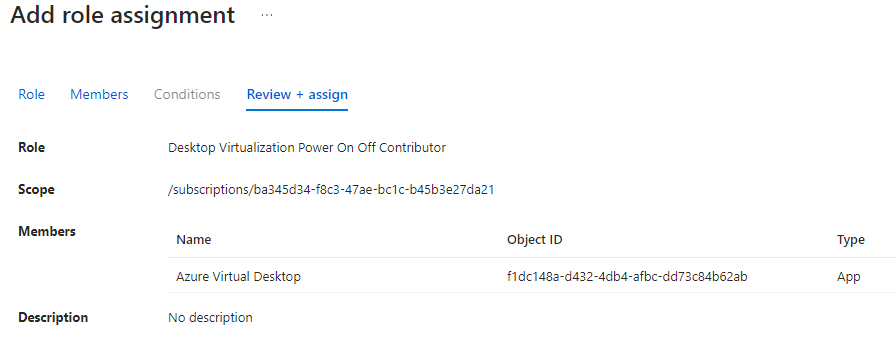 Add role assignment ...
Role Members Conditions Review + assign
Role Desktop Virtualization Power On Off Contributor
Scope /subscriptions/ba345d34-f8c3-47ae-bc1c-b45b3e27da21
Members
Name Object ID Type
Azure Virtual Desktop f1dc148a-d432-4db4-afbc-dd73c84b62ab App
Description No description